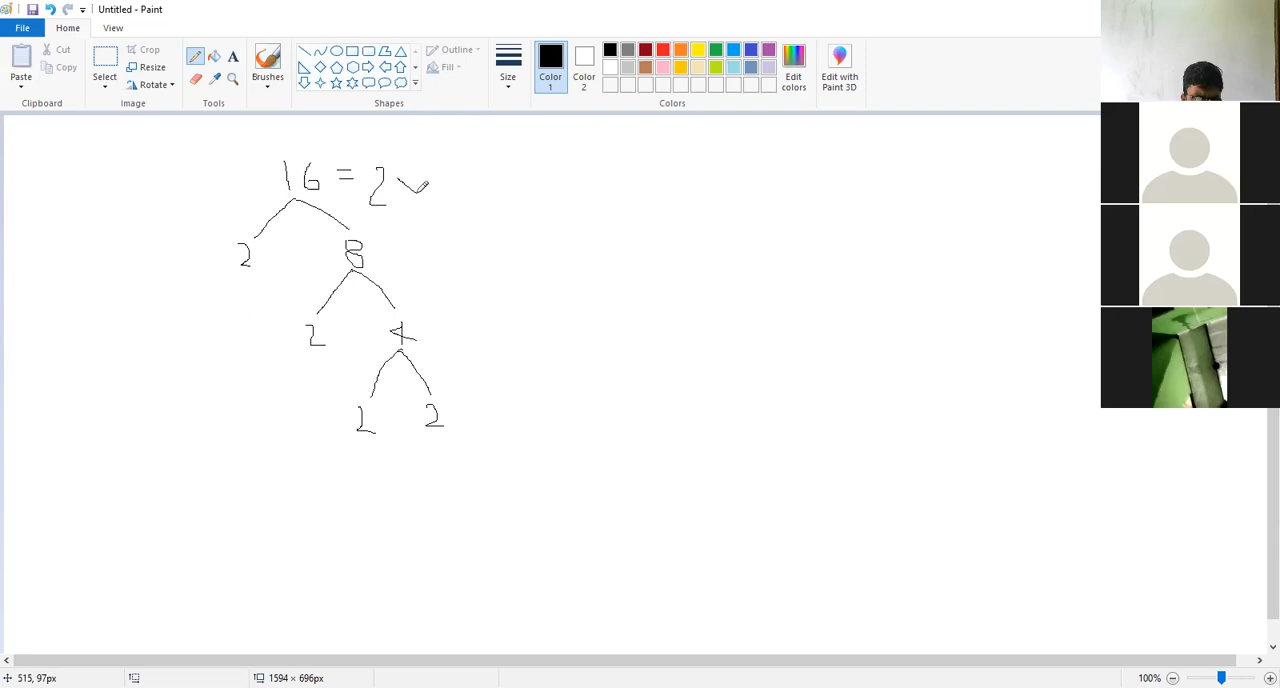 Untitled - Paint
File Home View
Paste Cut Copy
Clipboard
Select Crop Resize Rotate
Image
A
Tools
Brushes
Outline Fill
Shapes
Size
Color 1 Color 2
Edit colors
Colors
Edit with Paint 3D
16 = 2
2 8
2 4
2 2
515, 97px 1594 × 696px 100%